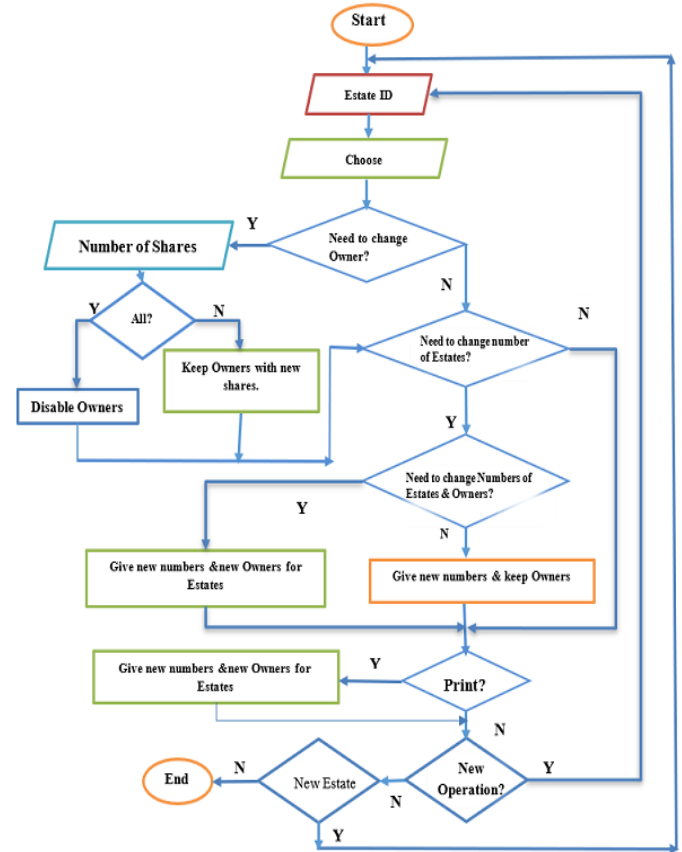 Start
Estate ID
Choose
Y
Number of Shares
Need to change
Owner?
N
Y
All?
N
N
Need to change number
of Estates?
Keep Owners with new
shares.
Disable Owners
Y
Need to change Numbers of
Estates & Owners?
Y
N
Give new numbers &new Owners for
Estates
Give new numbers & keep Owners
Give new numbers &new Owners for
Estates
Y
Print?
N
End
N
New Estate
N
New
Operation?
Y
Y